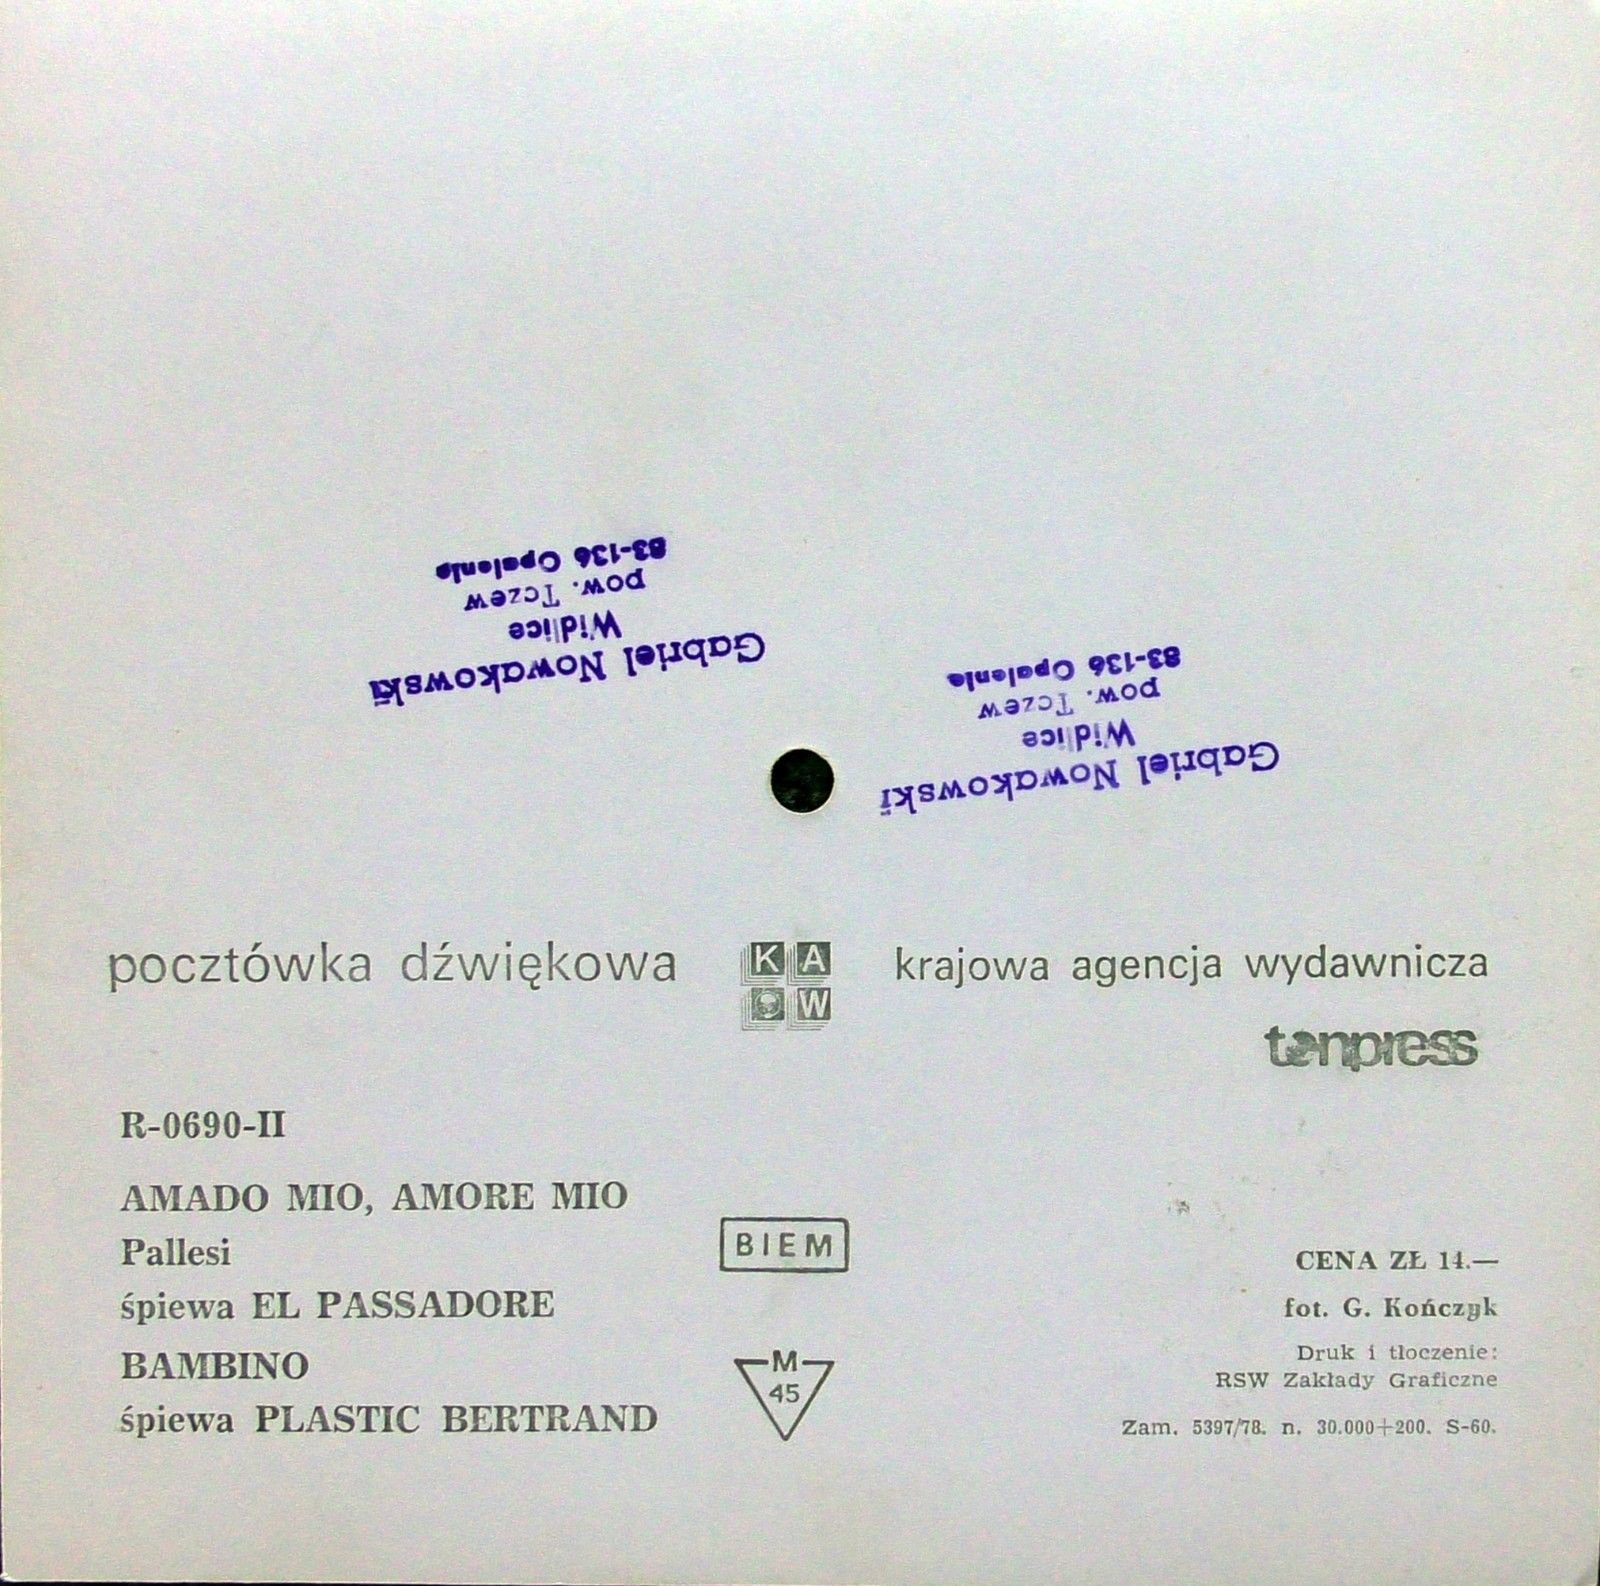 83-136 Opalenie
pow. Tczew
Widlice
Gabriel Nowakowski
83-136 Opalenie
pow. Tczew
Widlice
Gabriel Nowakowski
pocztówka dźwiękowa
K A
W
krajowa agencja wydawnicza
tonpress
R-0690-II
AMADO MIO, AMORE MIO
Pallesi
śpiewa EL PASSADORE
BAMBINO
śpiewa PLASTIC BERTRAND
BIEM
M
45
CENA ZŁ 14.—
fot. G. Kończyk
Druk i tłoczenie:
RSW Zakłady Graficzne
Zam. 5397/78. n. 30.000+200. S-60.